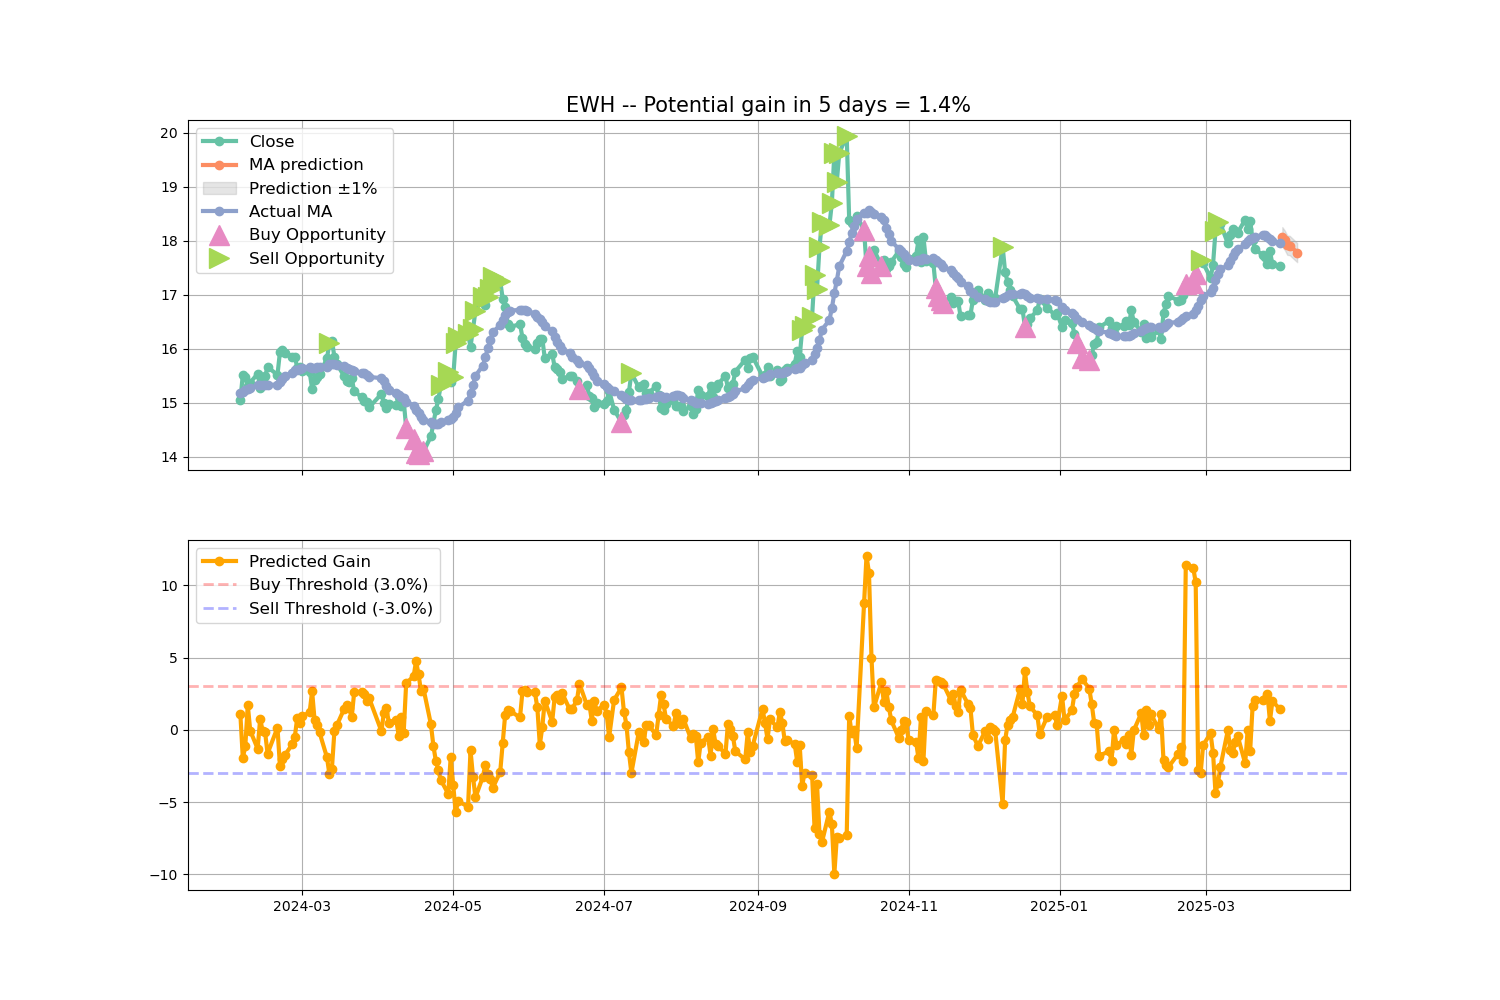 EWH -- Potential gain in 5 days = 1.4%
20
19
18
17
16
15
14
Close
MA prediction
Prediction ±1%
Actual MA
Buy Opportunity
Sell Opportunity
10
5
0
−5
−10
Predicted Gain
Buy Threshold (3.0%)
Sell Threshold (-3.0%)
2024-03
2024-05
2024-07
2024-09
2024-11
2025-01
2025-03